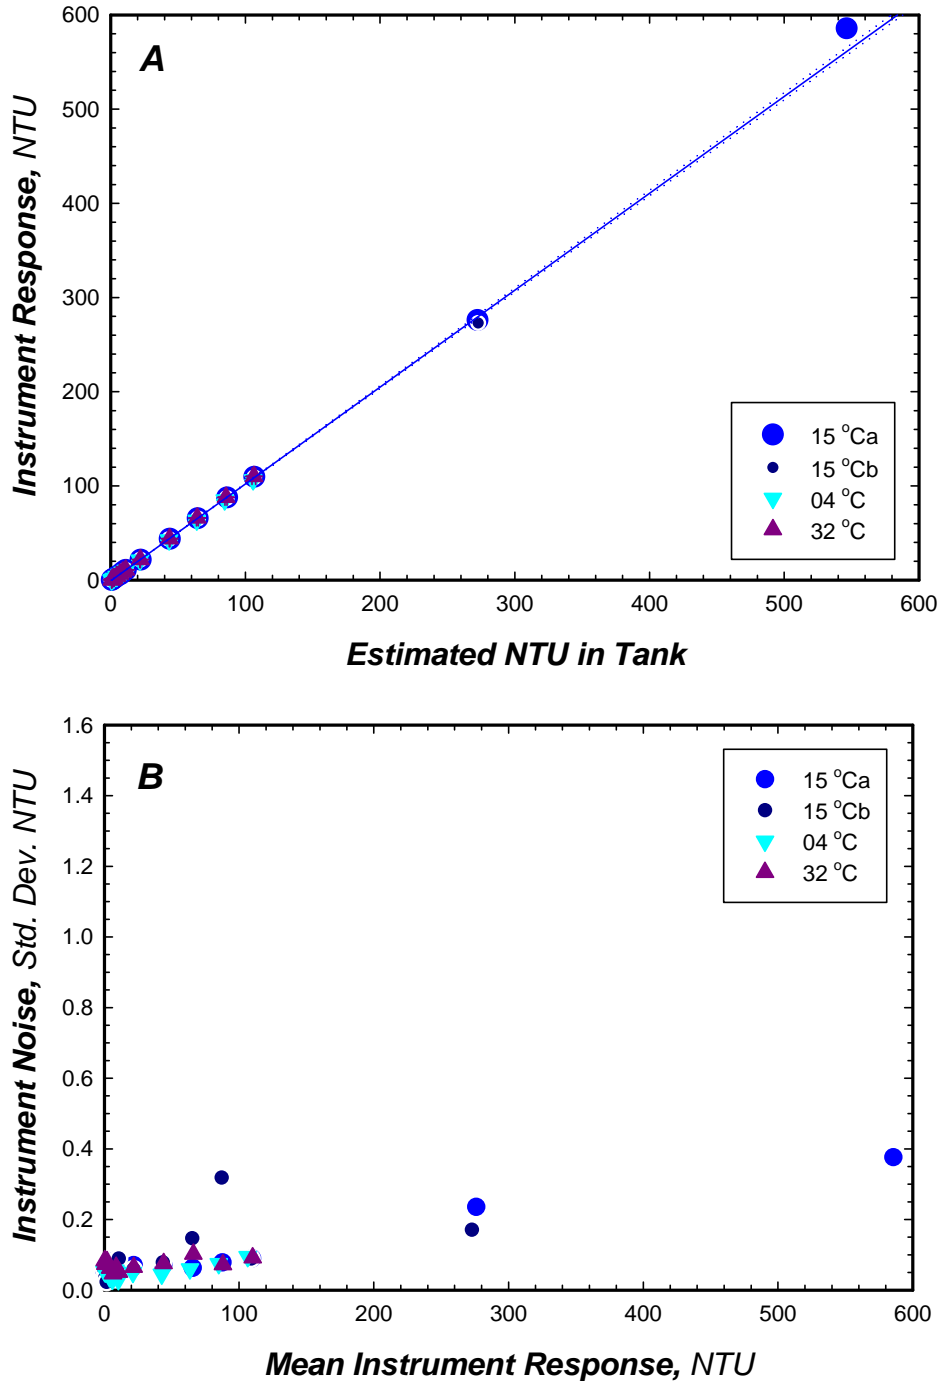 A
600
500
400
300
200
100
0
Instrument Response, NTU
15 °Ca
15 °Cb
04 °C
32 °C
0 100 200 300 400 500 600
Estimated NTU in Tank
B
1.6
1.4
1.2
1.0
0.8
0.6
0.4
0.2
0.0
Instrument Noise, Std. Dev. NTU
15 °Ca
15 °Cb
04 °C
32 °C
0 100 200 300 400 500 600
Mean Instrument Response, NTU